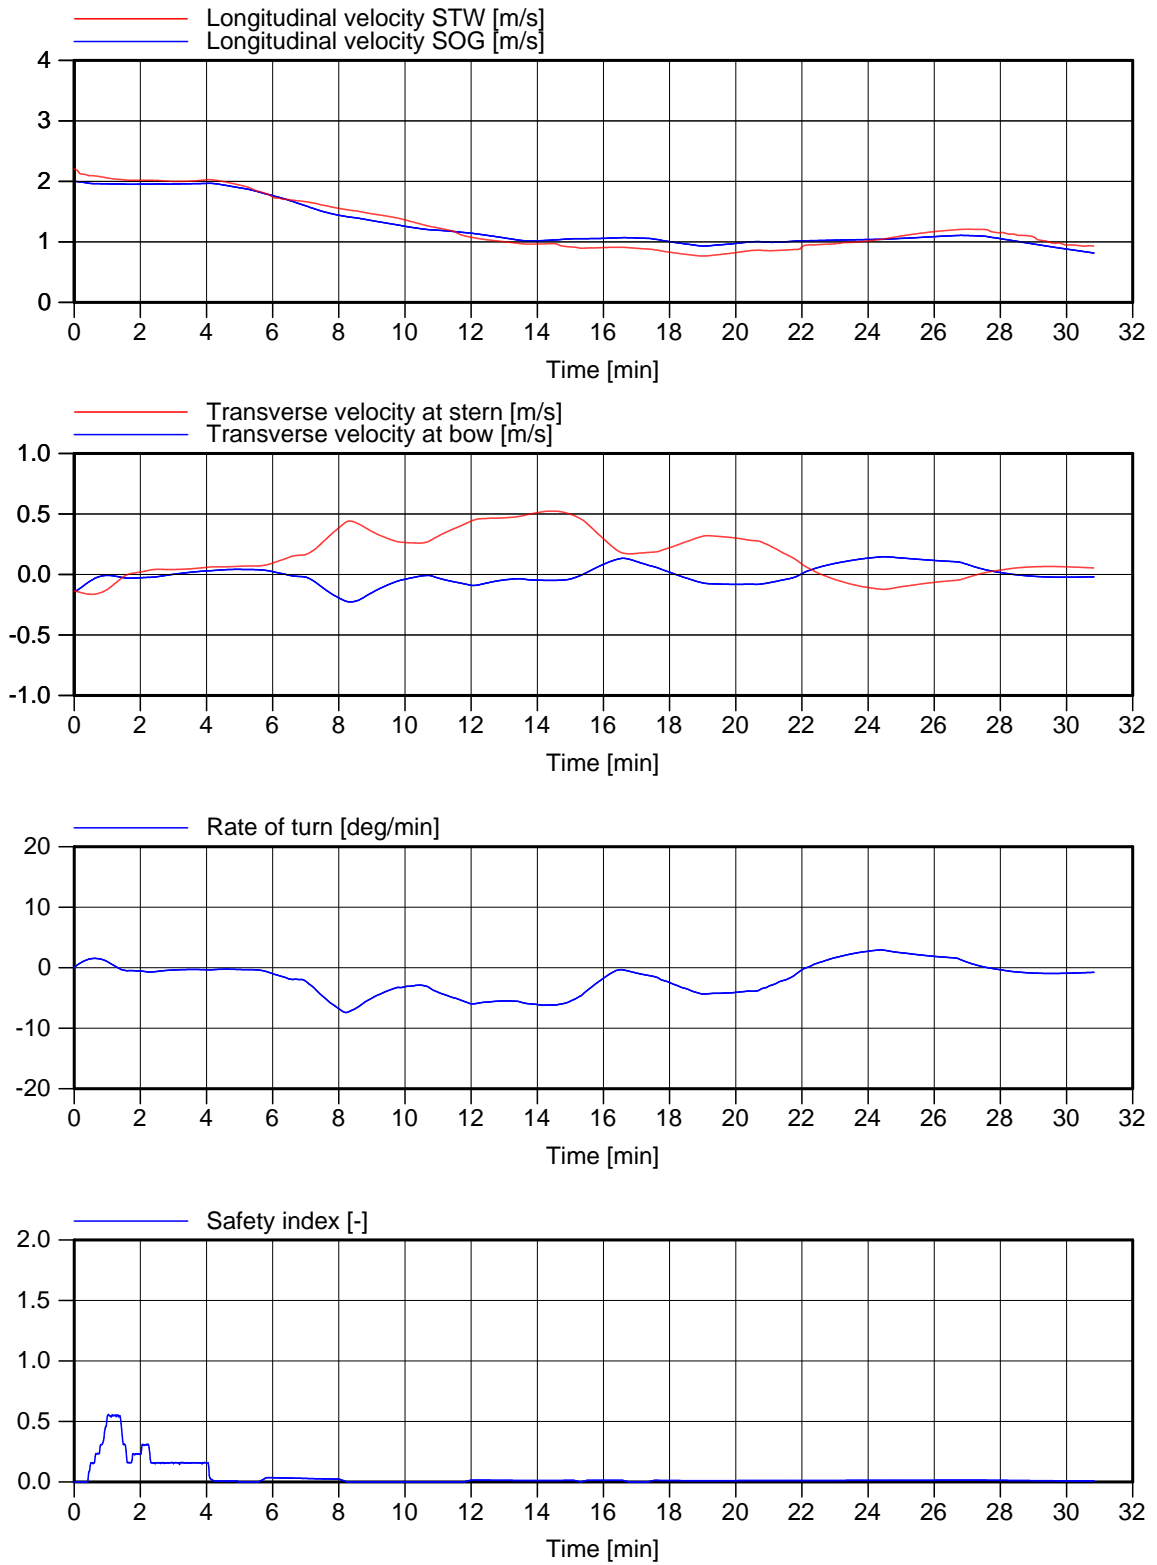 Longitudinal velocity STW [m/s]
Longitudinal velocity SOG [m/s]
4
3
2
1
0
0 2 4 6 8 10 12 14 16 18 20 22 24 26 28 30 32
Time [min]
Transverse velocity at stern [m/s]
Transverse velocity at bow [m/s]
1.0
0.5
0.0
-0.5
-1.0
0 2 4 6 8 10 12 14 16 18 20 22 24 26 28 30 32
Time [min]
Rate of turn [deg/min]
20
10
0
-10
-20
0 2 4 6 8 10 12 14 16 18 20 22 24 26 28 30 32
Time [min]
Safety index [-]
2.0
1.5
1.0
0.5
0.0
0 2 4 6 8 10 12 14 16 18 20 22 24 26 28 30 32
Time [min]